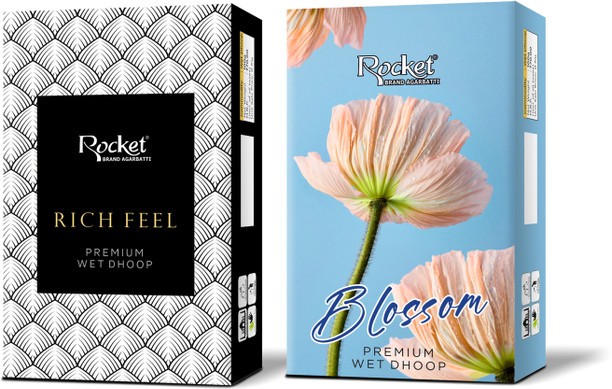 Rocket®
BRAND AGARBATTI
RICH FEEL
PREMIUM
WET DHOOP
Rocket®
BRAND AGARBATTI
Blossom
PREMIUM
WET DHOOP